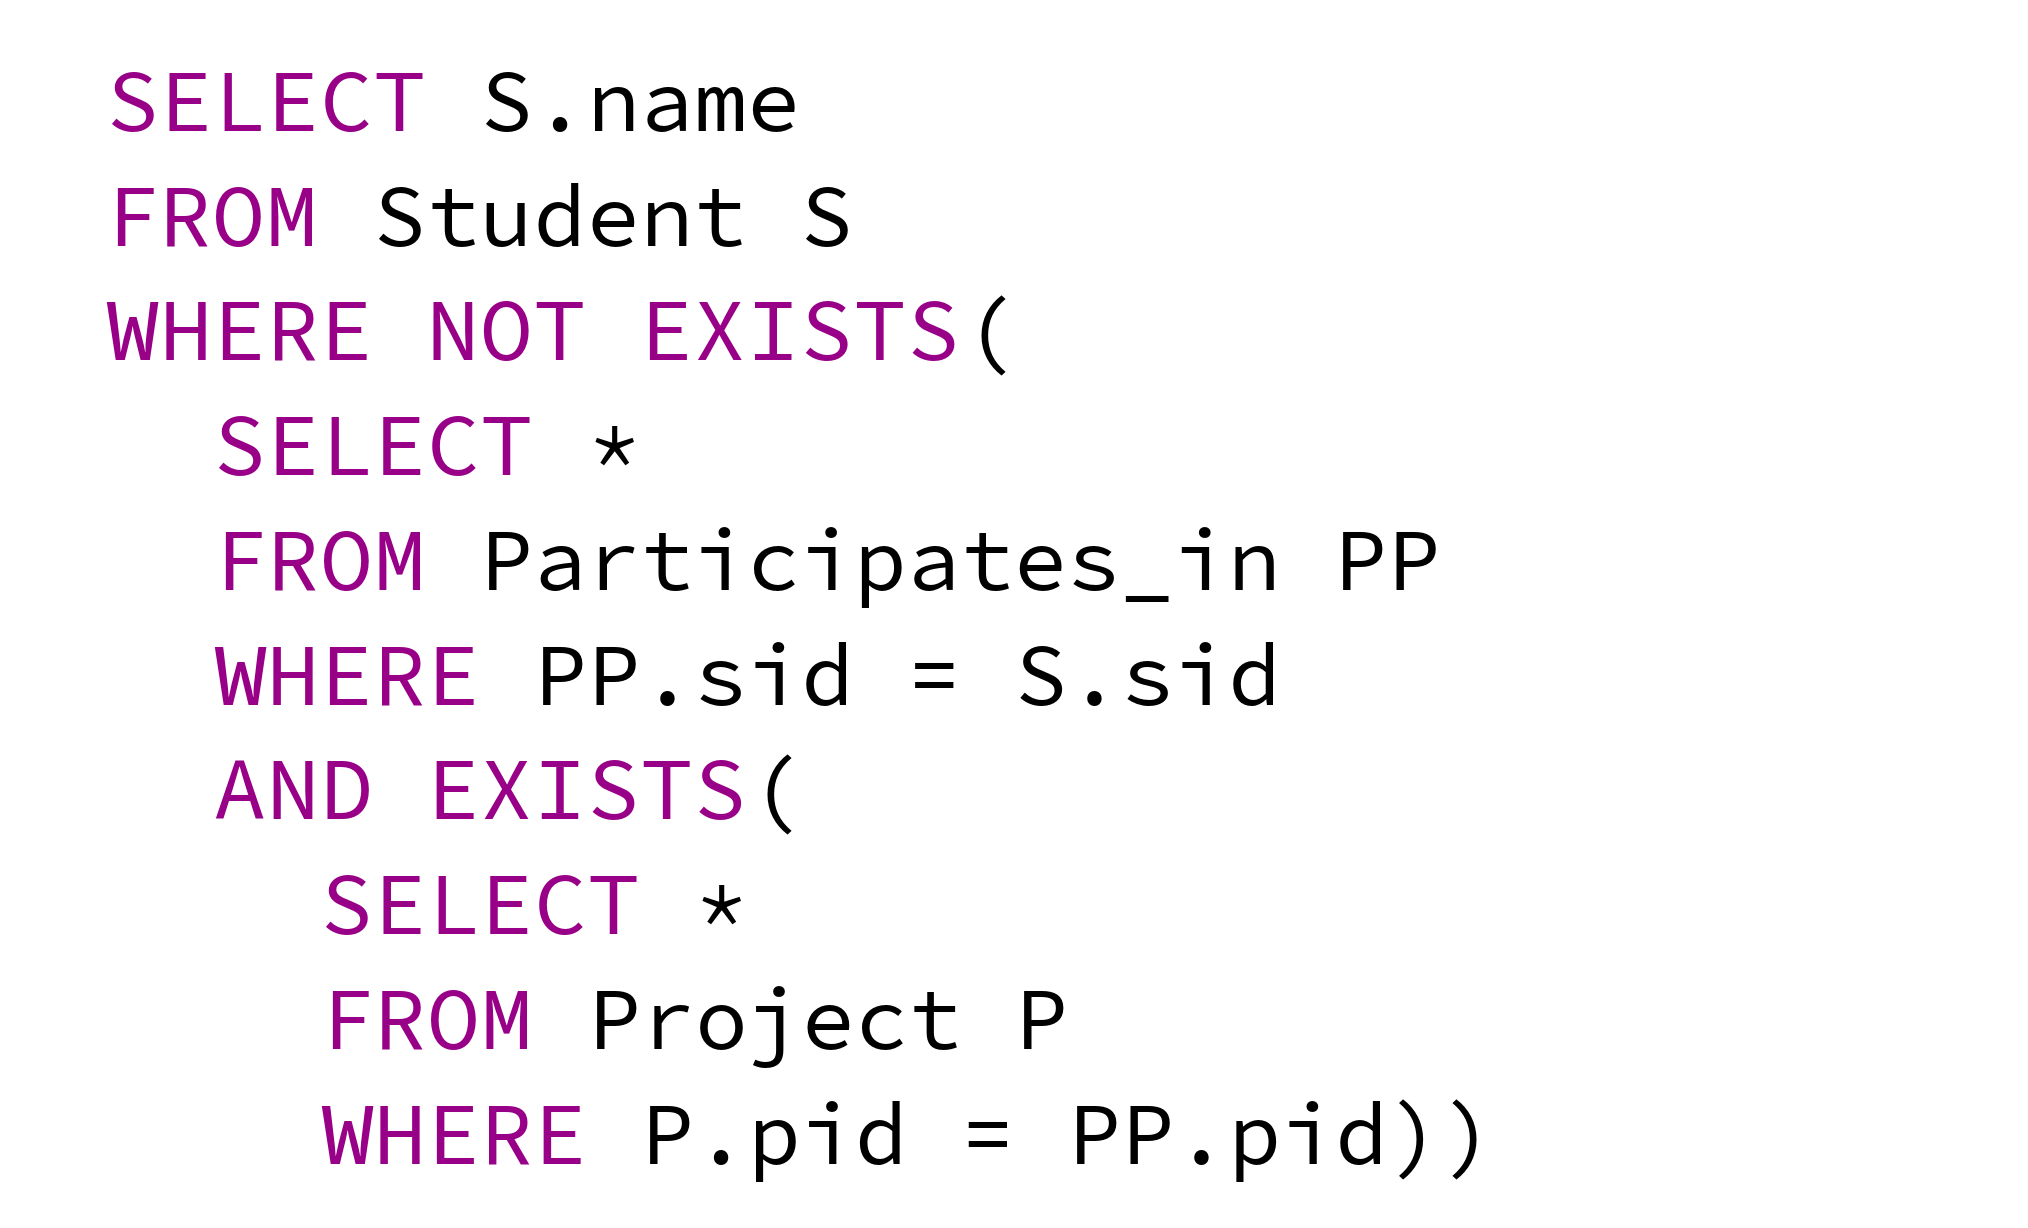 SELECT S.name
FROM Student S
WHERE NOT EXISTS(
SELECT *
FROM Participates_in PP
WHERE PP.sid = S.sid
AND EXISTS(
SELECT *
FROM Project P
WHERE P.pid = PP.pid))